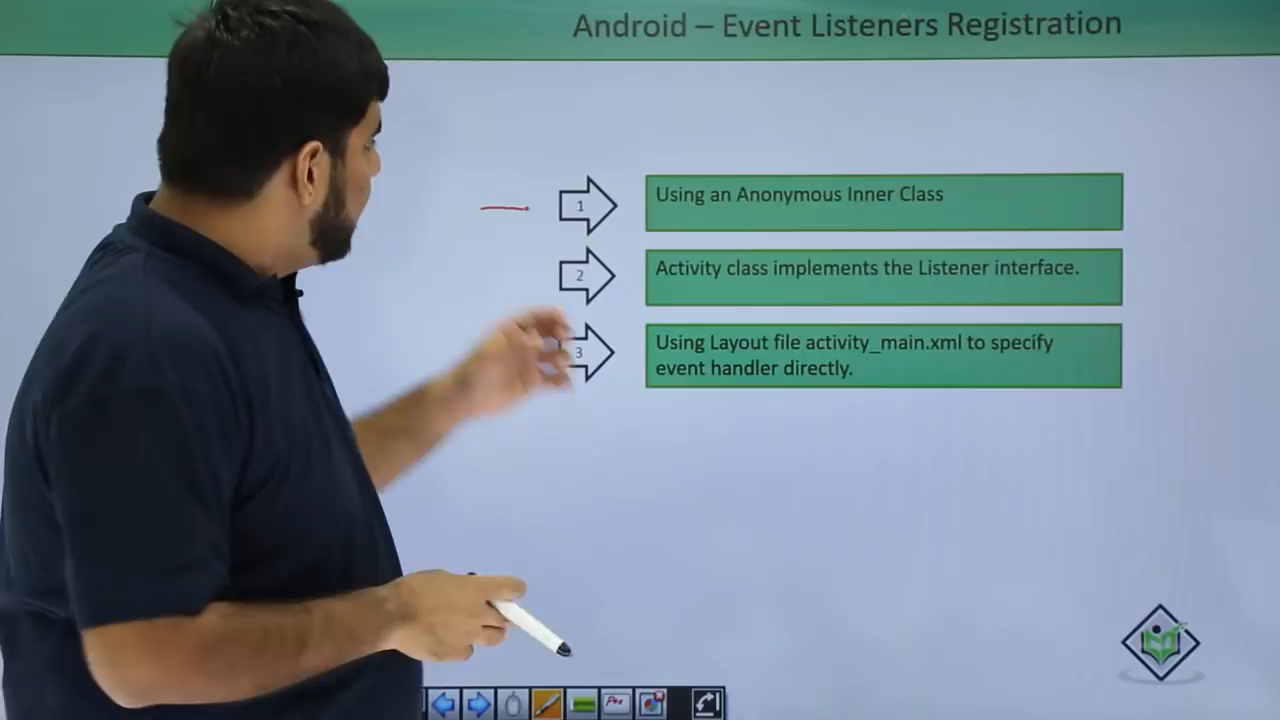 Android – Event Listeners Registration
1
Using an Anonymous Inner Class
2
Activity class implements the Listener interface.
3
Using Layout file activity_main.xml to specify
event handler directly.